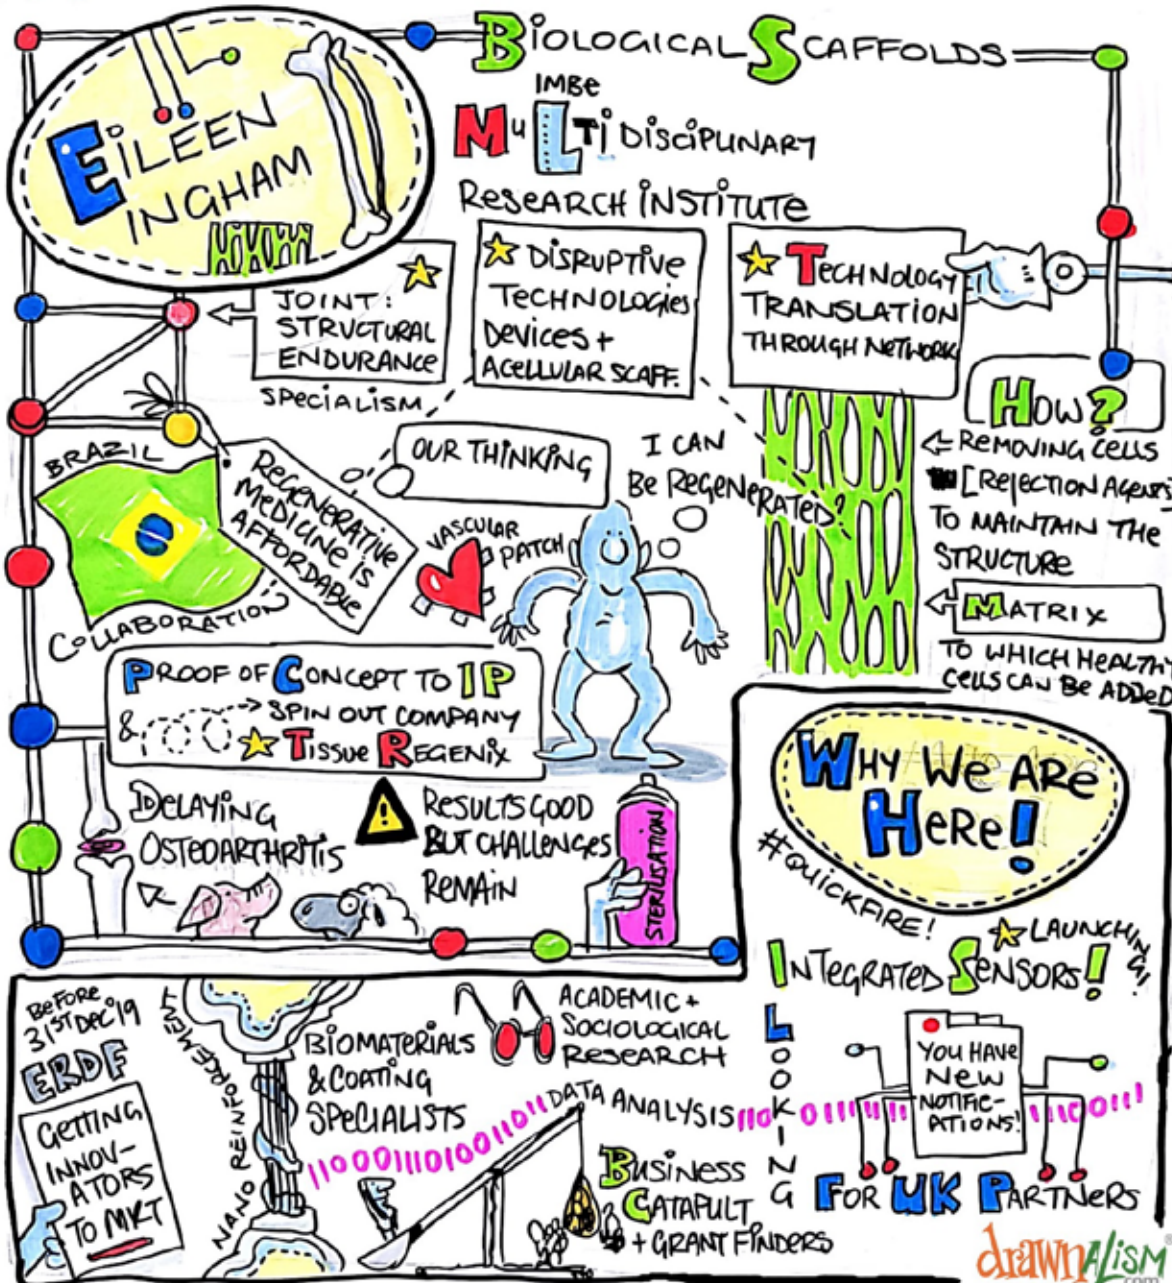 EiLEEN
INGHAM
BiOLOGICAL SCAFFOLDS
IMBE
MULTi DiSCiPLINARY
RESEARCH iNSTITUTe
JOINT:
STRUCTURAL
ENDURANCE
SPECIALISM
DiSRUPTiVE
TECHNOLOGiES
DeViCES +
ACELLULAR SCAFF.
TECHNOLOGY
TRANSLATION
THROUGH NETWORK
HOW?
REMOVING CELLS
[REJECTION AGENTS]
TO MAINTAIN THE
STRUCTURE
MATRIX
TO WHICH HEALTHY
CELLS CAN BE ADDED
BRAZIL
COLLABORATION
REGENERATIVE
MEDICINE IS
AFFORDABLE
OUR THINKING
I CAN
BE REGENERATED?
VASCULAR
PATCH
PROOF OF CONCEPT TO IP
& SPIN OUT COMPANY
TISSUE REGENIX
DELAYING
OSTEOARTHRITIS
RESULTS GOOD
BUT CHALLENGES
REMAIN
STERILISATION
WHY WE ARE
HERE!
#QUICKFIRE!
LAUNCHING!
INTEGRATED SENSORS!
BEFORE
31ST DEC '19
ERDF
GETTING
INNOV-
ATORS
TO MKT
NANO REINFORCEMENT
BIOMATERIALS
& COATING
SPECIALISTS
ACADEMIC +
SOCIOLOGICAL
RESEARCH
DATA ANALYSIS
BUSINESS
CATAPULT
+ GRANT FINDERS
LOOKING
FOR UK PARTNERS
YOU HAVE
NEW
NOTIFIC-
ATIONS!
drawnalism
.com